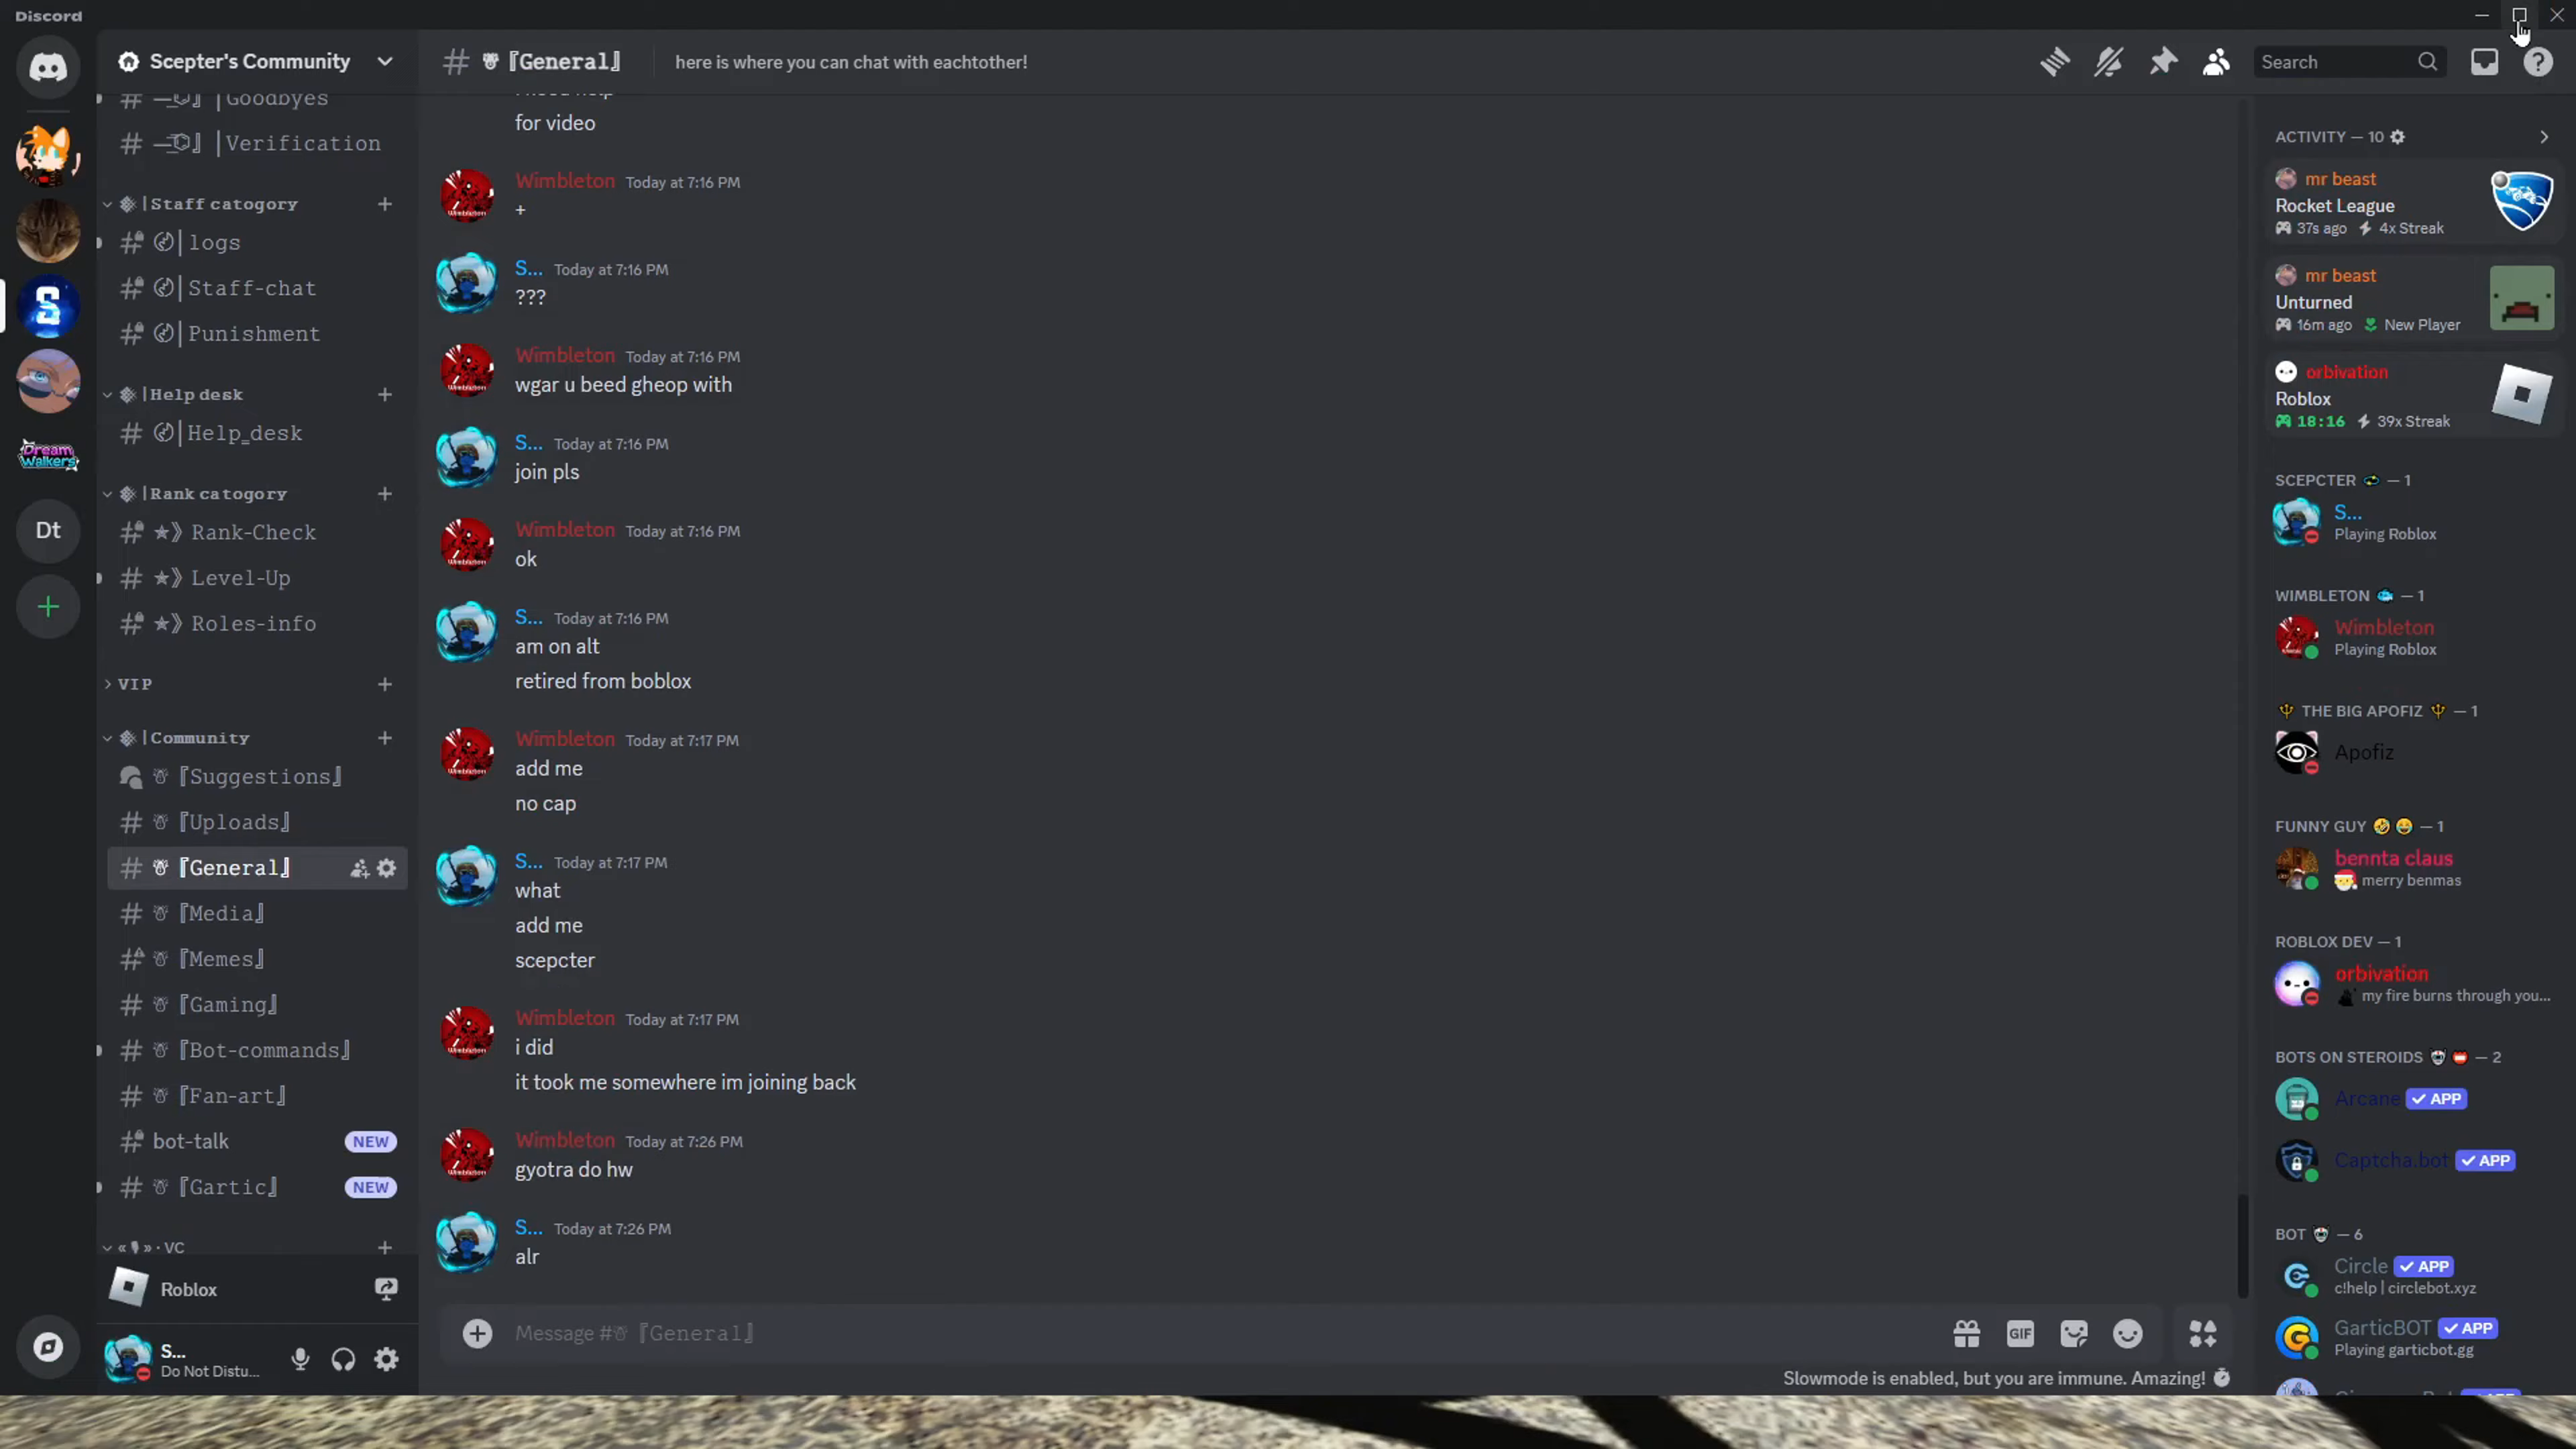 Discord
Scepter's Community
Goodbyes
Verification
Staff catogory
logs
Staff-chat
Punishment
Help desk
Help_desk
Rank catogory
Rank-Check
Level-Up
Roles-info
VIP
Community
『Suggestions』
『Uploads』
『General』
『Media』
『Memes』
『Gaming』
『Bot-commands』
『Fan-art』
bot-talk NEW
『Gartic』 NEW
« » · VC
Roblox
S...
Do Not Distu...
Dream Walkers
Dt
# 『General』 here is where you can chat with eachtother!
for video
Wimbleton Today at 7:16 PM
+
S... Today at 7:16 PM
???
Wimbleton Today at 7:16 PM
wgar u beed gheop with
S... Today at 7:16 PM
join pls
Wimbleton Today at 7:16 PM
ok
S... Today at 7:16 PM
am on alt
retired from boblox
Wimbleton Today at 7:17 PM
add me
no cap
S... Today at 7:17 PM
what
add me
scepcter
Wimbleton Today at 7:17 PM
i did
it took me somewhere im joining back
Wimbleton Today at 7:26 PM
gyotra do hw
S... Today at 7:26 PM
alr
Message # 『General』
GIF
Slowmode is enabled, but you are immune. Amazing!
Search
ACTIVITY — 10
mr beast
Rocket League
37s ago 4x Streak
mr beast
Unturned
16m ago New Player
orbivation
Roblox
18:16 39x Streak
SCEPCTER — 1
S...
Playing Roblox
WIMBLETON — 1
Wimbleton
Playing Roblox
THE BIG APOFIZ — 1
Apofiz
FUNNY GUY — 1
bennta claus
merry benmas
ROBLOX DEV — 1
orbivation
my fire burns through you...
BOTS ON STEROIDS — 2
Arcane APP
Captcha.bot APP
BOT — 6
Circle APP
c!help | circlebot.xyz
GarticBOT APP
Playing garticbot.gg